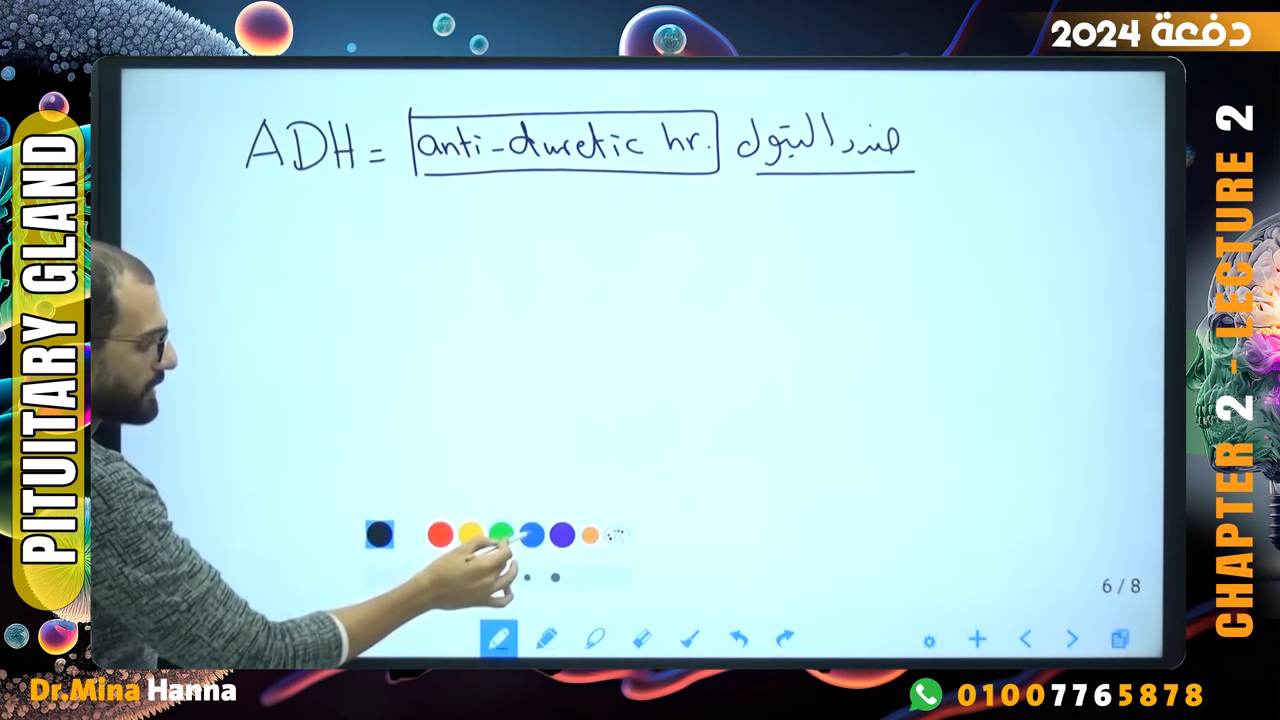 دفعة 2024
ADH = anti-diuretic hr. ضد التبول
PITUITARY GLAND
CHAPTER 2 - LECTURE 2
6 / 8
Dr.Mina Hanna
01007765878